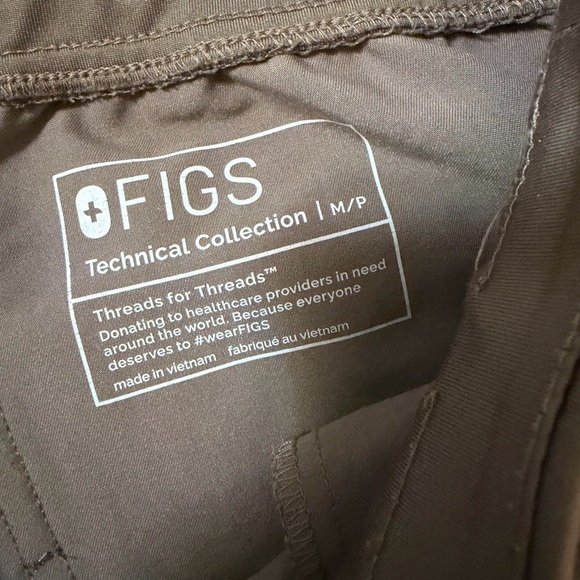 FIGS
Technical Collection | M/P
Threads for Threads™
Donating to healthcare providers in need
around the world. Because everyone
deserves to #wearFIGS
made in vietnam fabriqué au vietnam